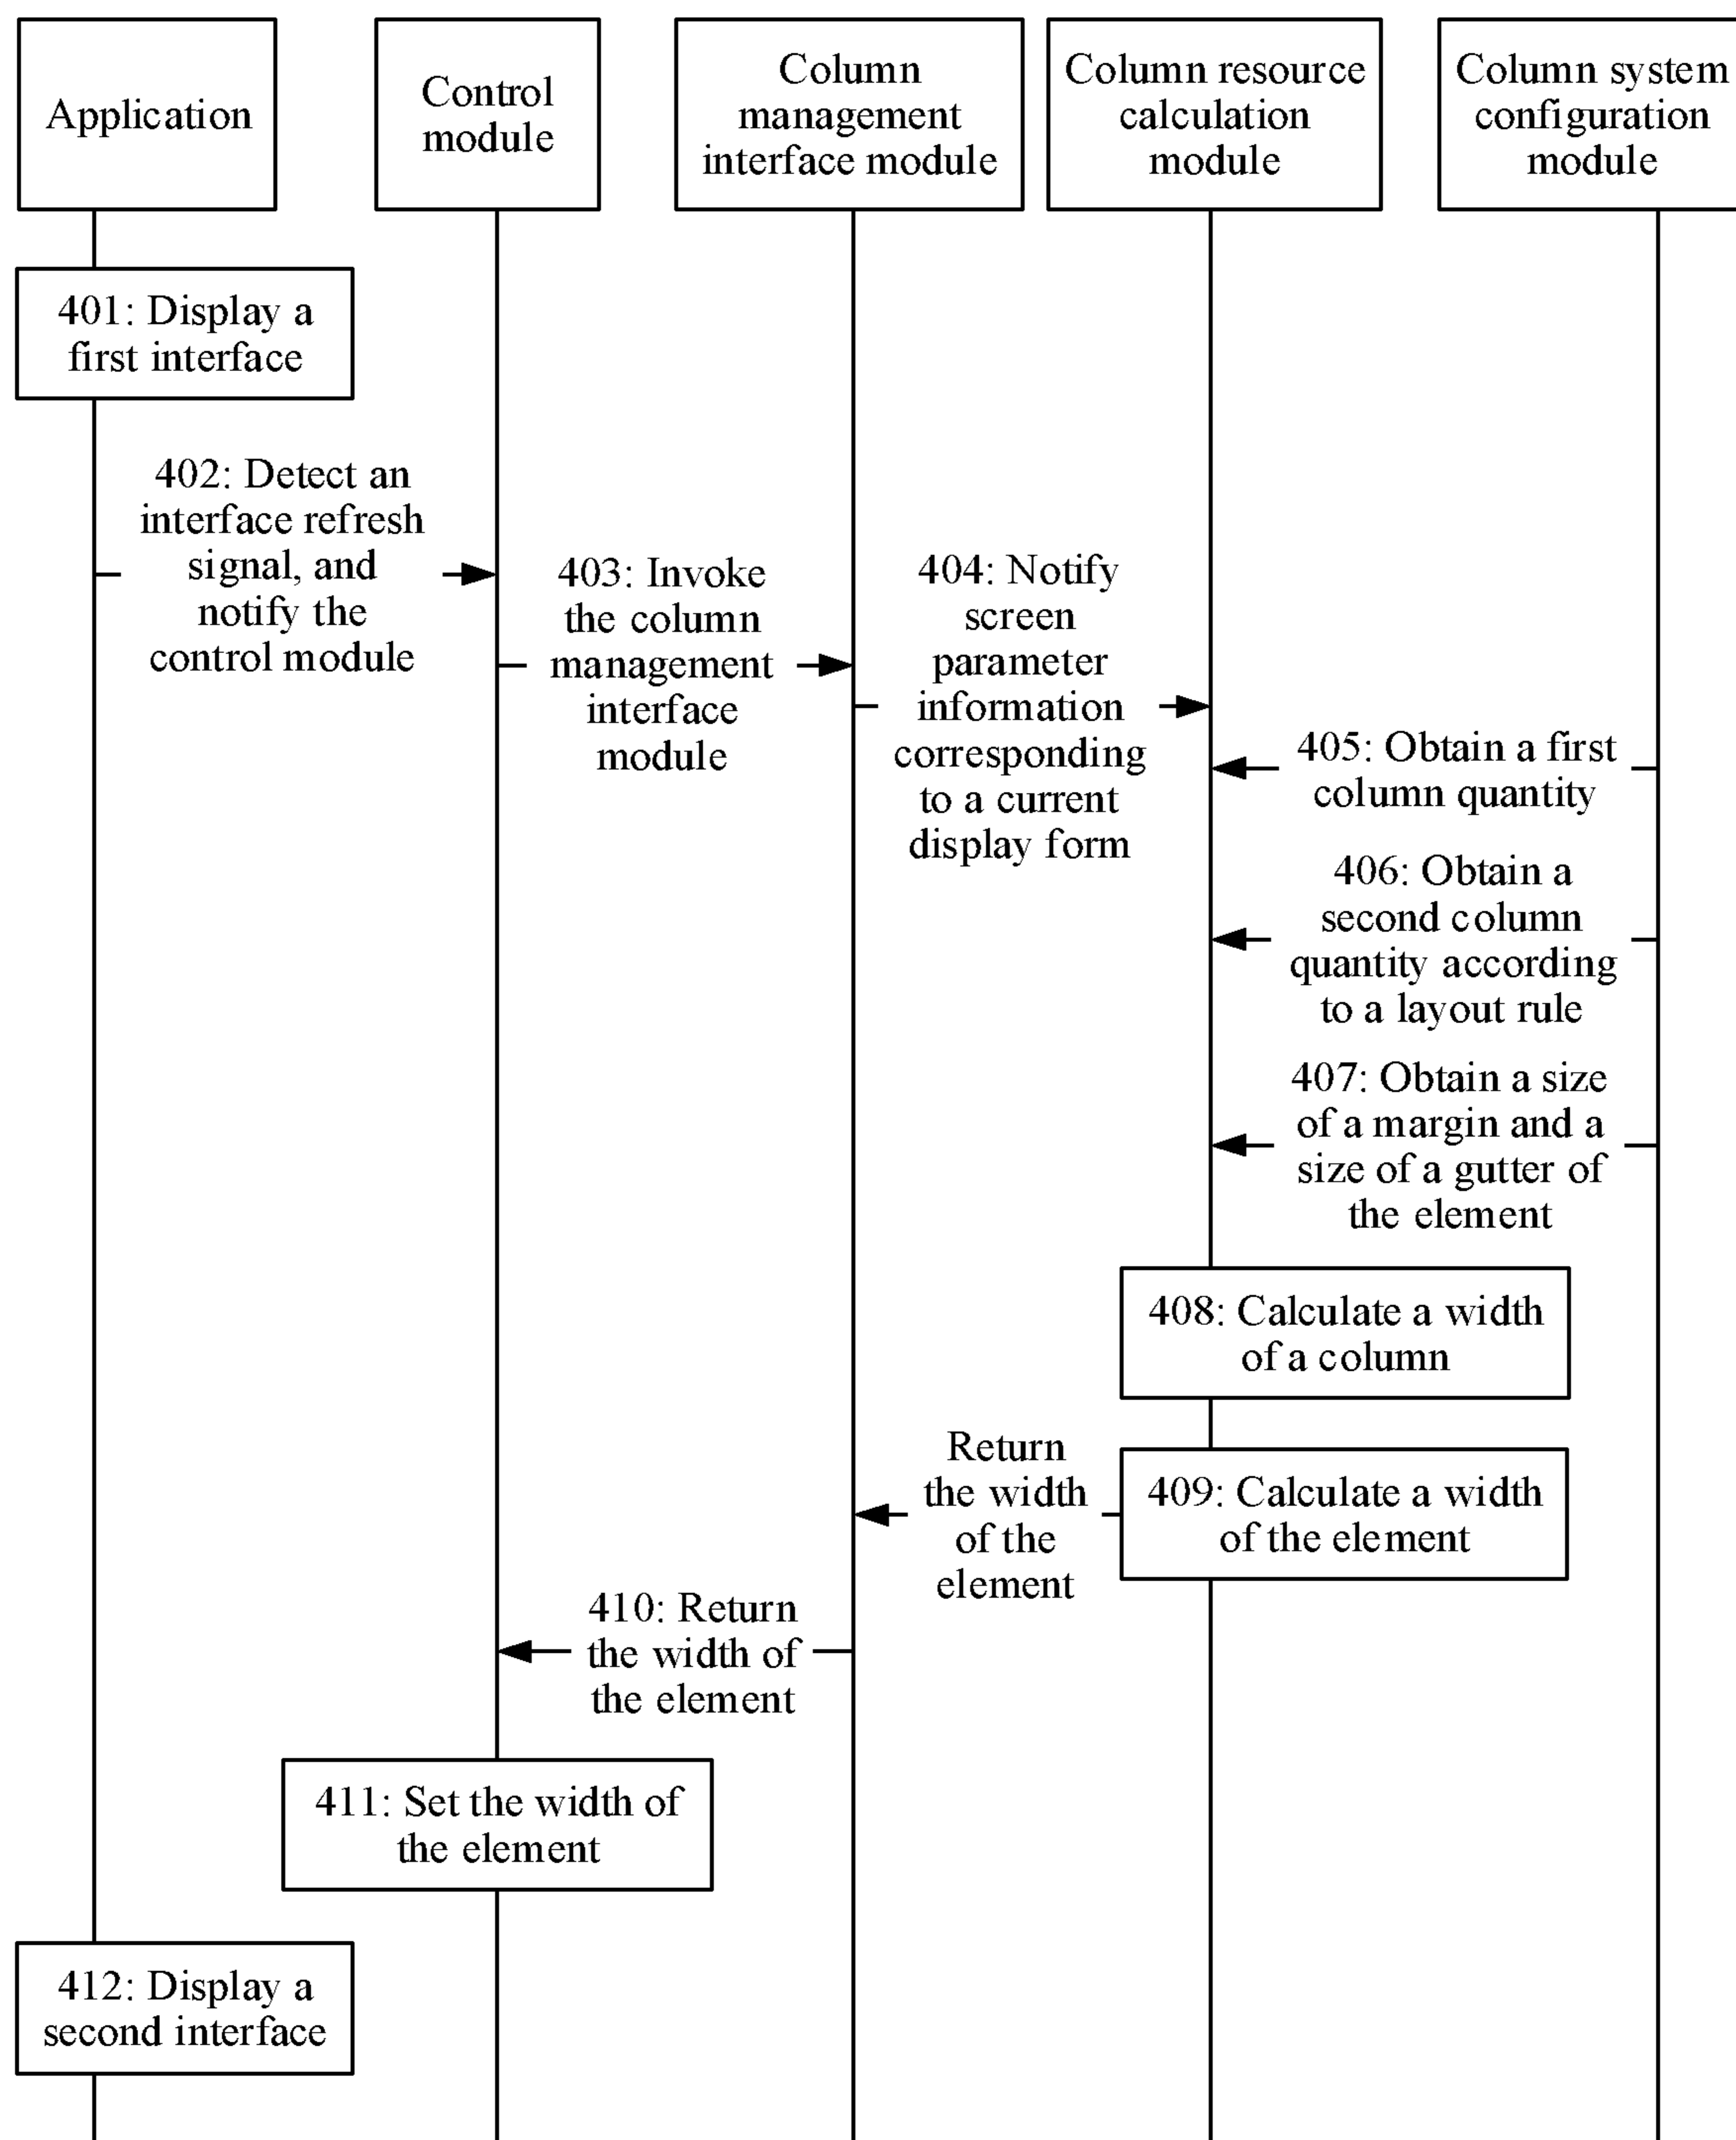 Application
Control
module
Column
management
interface module
Column resource
calculation
module
Column system
configuration
module
401: Display a
first interface
402: Detect an
interface refresh
signal, and
notify the
control module
403: Invoke
the column
management
interface
module
404: Notify
screen
parameter
information
corresponding
to a current
display form
405: Obtain a first
column quantity
406: Obtain a
second column
quantity according
to a layout rule
407: Obtain a size
of a margin and a
size of a gutter of
the element
408: Calculate a width
of a column
409: Calculate a width
of the element
Return
the width
of the
element
410: Return
the width of
the element
411: Set the width of
the element
412: Display a
second interface